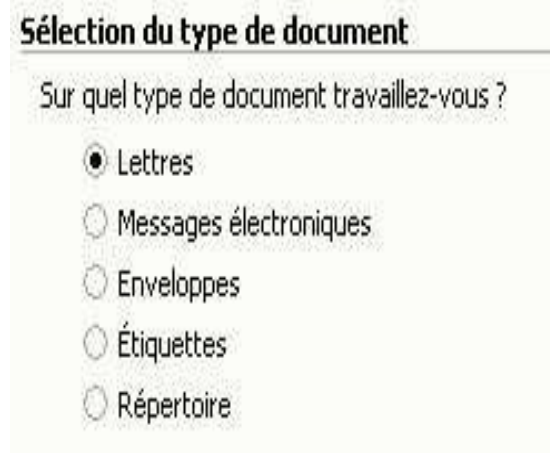 Sélection du type de document
Sur quel type de document travaillez-vous ?
Lettres
Messages électroniques
Enveloppes
Étiquettes
Répertoire